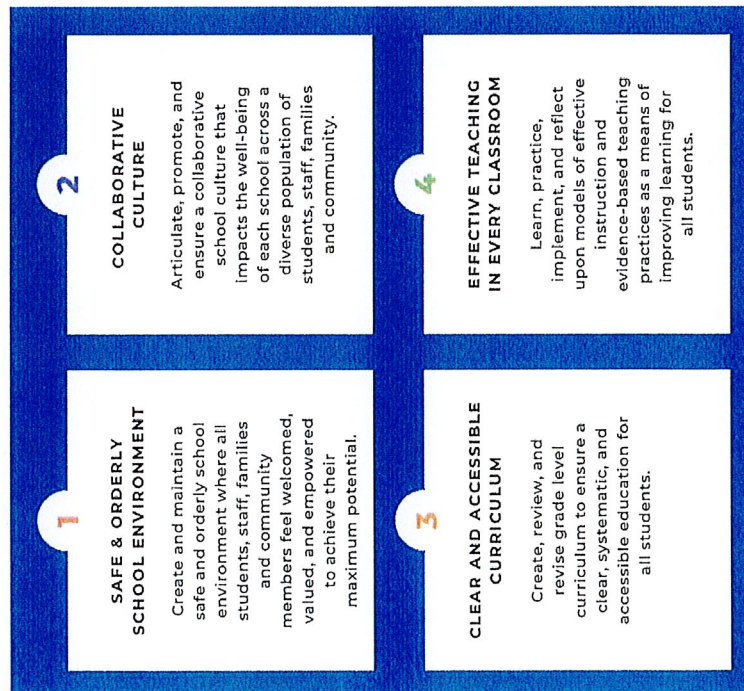 1
SAFE & ORDERLY
SCHOOL ENVIRONMENT
Create and maintain a
safe and orderly school
environment where all
students, staff, families
and community
members feel welcomed,
valued, and empowered
to achieve their
maximum potential.
2
COLLABORATIVE
CULTURE
Articulate, promote, and
ensure a collaborative
school culture that
impacts the well-being
of each school across a
diverse population of
students, staff, families
and community.
3
CLEAR AND ACCESSIBLE
CURRICULUM
Create, review, and
revise grade level
curriculum to ensure a
clear, systematic, and
accessible education for
all students.
4
EFFECTIVE TEACHING
IN EVERY CLASSROOM
Learn, practice,
implement, and reflect
upon models of effective
instruction and
evidence-based teaching
practices as a means of
improving learning for
all students.